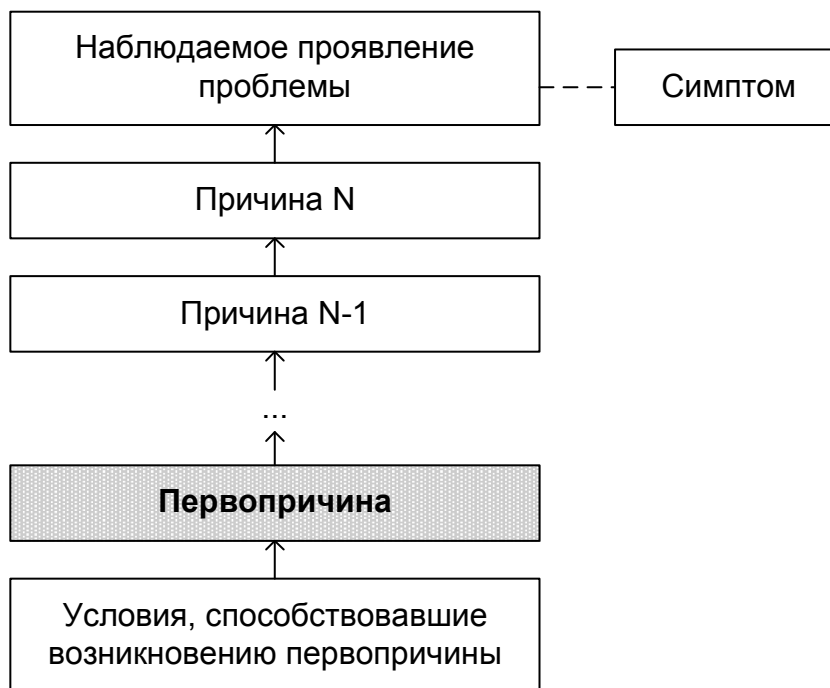 Наблюдаемое проявление
проблемы
Симптом
Причина N
Причина N-1
...
Первопричина
Условия, способствовавшие
возникновению первопричины